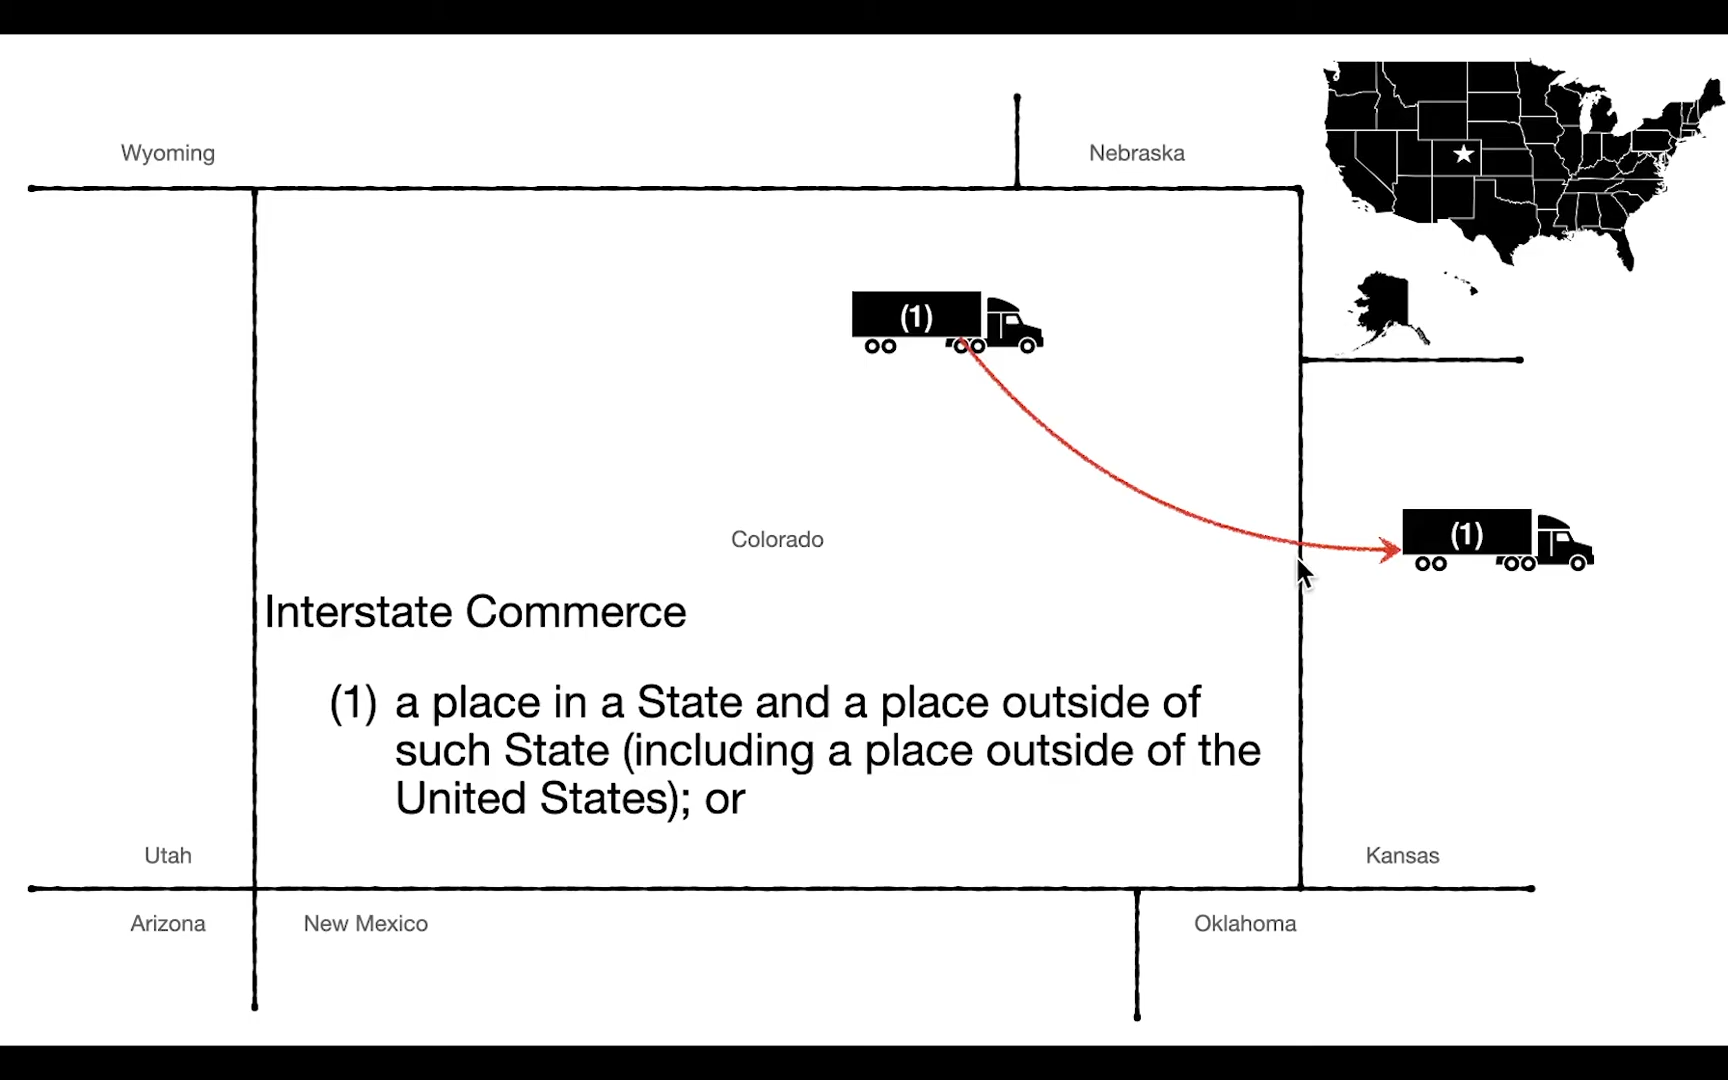 Wyoming
Nebraska
(1)
(1)
Colorado
Interstate Commerce
(1) a place in a State and a place outside of
such State (including a place outside of the
United States); or
Utah
Kansas
Arizona
New Mexico
Oklahoma